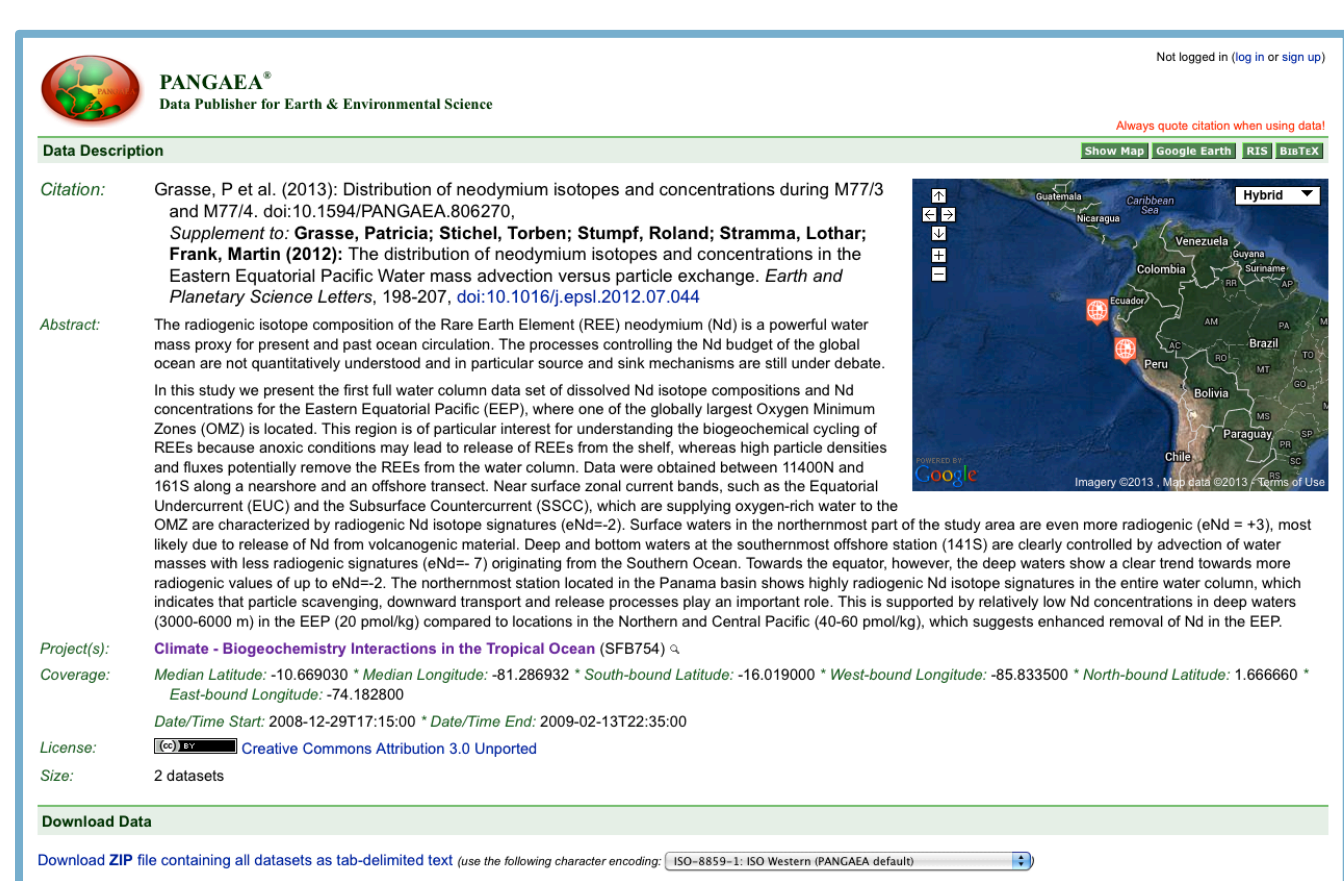 Not logged in (log in or sign up)
PANGAEA
PANGAEA®
Data Publisher for Earth & Environmental Science
Always quote citation when using data!
Data Description
Show Map Google Earth RIS BibTeX
Citation: Grasse, P et al. (2013): Distribution of neodymium isotopes and concentrations during M77/3
and M77/4. doi:10.1594/PANGAEA.806270,
Supplement to: Grasse, Patricia; Stichel, Torben; Stumpf, Roland; Stramma, Lothar;
Frank, Martin (2012): The distribution of neodymium isotopes and concentrations in the
Eastern Equatorial Pacific Water mass advection versus particle exchange. Earth and
Planetary Science Letters, 198-207, doi:10.1016/j.epsl.2012.07.044
Hybrid
Guatemala
Caribbean
Sea
Nicaragua
Venezuela
Guyana
Colombia
Suriname
RR
AP
Ecuador
AM
PA
M
AC
Brazil
Peru
RO
TO
MT
Bolivia
GO
M
MS
Paraguay
SP
PR
Chile
SC
RS
POWERED BY
Google
Imagery ©2013 , Map data ©2013 - Terms of Use
Abstract: The radiogenic isotope composition of the Rare Earth Element (REE) neodymium (Nd) is a powerful water
mass proxy for present and past ocean circulation. The processes controlling the Nd budget of the global
ocean are not quantitatively understood and in particular source and sink mechanisms are still under debate.
In this study we present the first full water column data set of dissolved Nd isotope compositions and Nd
concentrations for the Eastern Equatorial Pacific (EEP), where one of the globally largest Oxygen Minimum
Zones (OMZ) is located. This region is of particular interest for understanding the biogeochemical cycling of
REEs because anoxic conditions may lead to release of REEs from the shelf, whereas high particle densities
and fluxes potentially remove the REEs from the water column. Data were obtained between 11400N and
161S along a nearshore and an offshore transect. Near surface zonal current bands, such as the Equatorial
Undercurrent (EUC) and the Subsurface Countercurrent (SSCC), which are supplying oxygen-rich water to the
OMZ are characterized by radiogenic Nd isotope signatures (eNd=-2). Surface waters in the northernmost part of the study area are even more radiogenic (eNd = +3), most
likely due to release of Nd from volcanogenic material. Deep and bottom waters at the southernmost offshore station (141S) are clearly controlled by advection of water
masses with less radiogenic signatures (eNd=- 7) originating from the Southern Ocean. Towards the equator, however, the deep waters show a clear trend towards more
radiogenic values of up to eNd=-2. The northernmost station located in the Panama basin shows highly radiogenic Nd isotope signatures in the entire water column, which
indicates that particle scavenging, downward transport and release processes play an important role. This is supported by relatively low Nd concentrations in deep waters
(3000-6000 m) in the EEP (20 pmol/kg) compared to locations in the Northern and Central Pacific (40-60 pmol/kg), which suggests enhanced removal of Nd in the EEP.
Project(s): Climate - Biogeochemistry Interactions in the Tropical Ocean (SFB754)
Coverage: Median Latitude: -10.669030 * Median Longitude: -81.286932 * South-bound Latitude: -16.019000 * West-bound Longitude: -85.833500 * North-bound Latitude: 1.666660 *
East-bound Longitude: -74.182800
Date/Time Start: 2008-12-29T17:15:00 * Date/Time End: 2009-02-13T22:35:00
License: (cc) BY Creative Commons Attribution 3.0 Unported
Size: 2 datasets
Download Data
Download ZIP file containing all datasets as tab-delimited text (use the following character encoding: ISO-8859-1: ISO Western (PANGAEA default) )